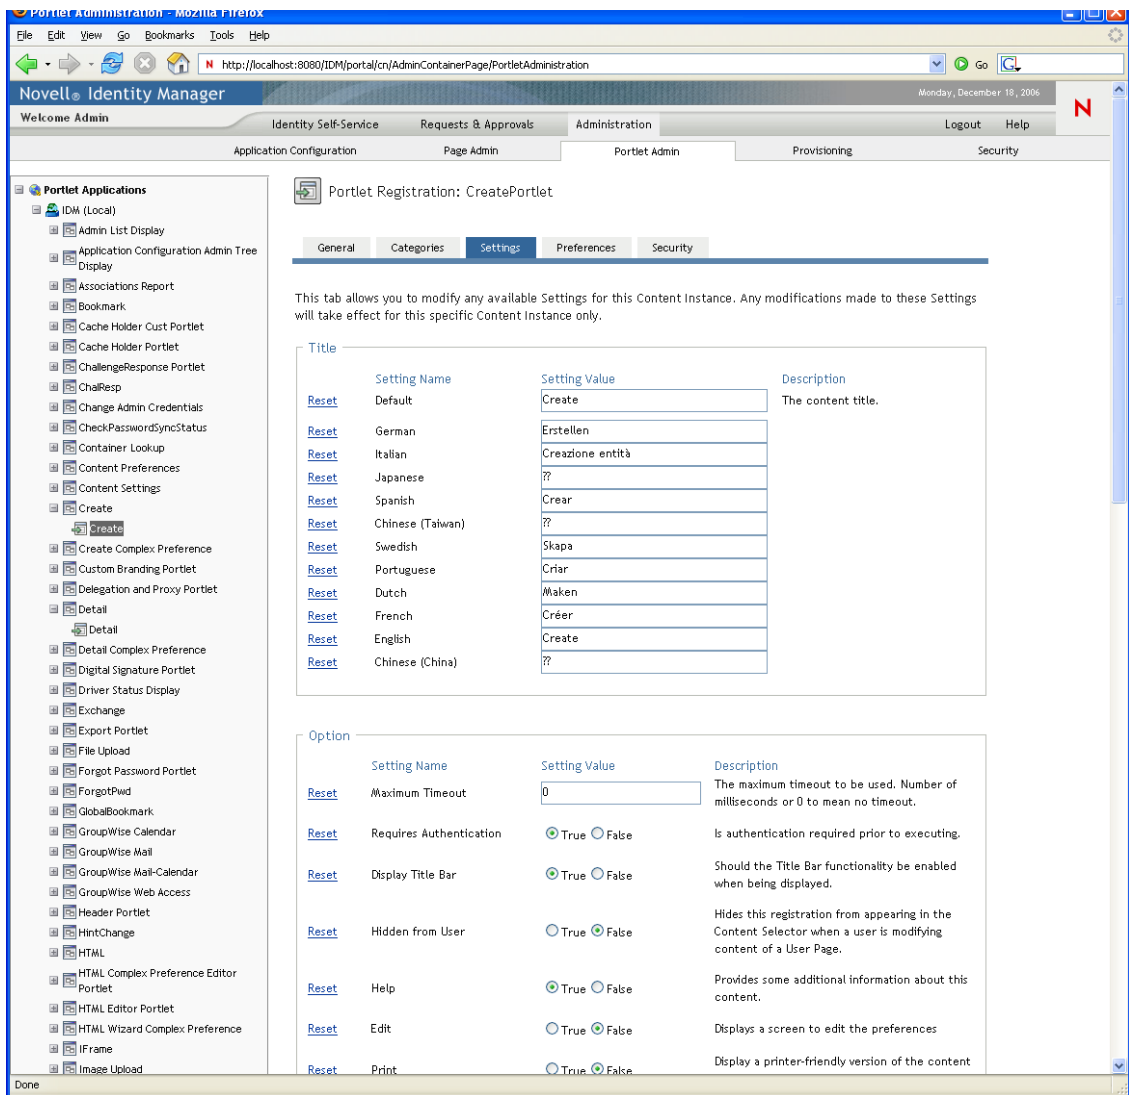 Portlet Administration - Mozilla Firefox
File Edit View Go Bookmarks Tools Help
N http://localhost:8080/IDM/portal/cn/AdminContainerPage/PortletAdministration Go G
Novell® Identity Manager Monday, December 18, 2006
N
Welcome Admin Identity Self-Service Requests & Approvals Administration Logout Help
Application Configuration Page Admin Portlet Admin Provisioning Security
Portlet Applications
IDM (Local)
Admin List Display
Application Configuration Admin Tree
Display
Associations Report
Bookmark
Cache Holder Cust Portlet
Cache Holder Portlet
ChallengeResponse Portlet
ChalResp
Change Admin Credentials
CheckPasswordSyncStatus
Container Lookup
Content Preferences
Content Settings
Create
Create
Create Complex Preference
Custom Branding Portlet
Delegation and Proxy Portlet
Detail
Detail
Detail Complex Preference
Digital Signature Portlet
Driver Status Display
Exchange
Export Portlet
File Upload
Forgot Password Portlet
ForgotPwd
GlobalBookmark
GroupWise Calendar
GroupWise Mail
GroupWise Mail-Calendar
GroupWise Web Access
Header Portlet
HintChange
HTML
HTML Complex Preference Editor
Portlet
HTML Editor Portlet
HTML Wizard Complex Preference
IFrame
Image Upload
Portlet Registration: CreatePortlet
General Categories Settings Preferences Security
This tab allows you to modify any available Settings for this Content Instance. Any modifications made to these Settings
will take effect for this specific Content Instance only.
Title
Setting Name Setting Value Description
Reset Default Create The content title.
Reset German Erstellen
Reset Italian Creazione entità
Reset Japanese ??
Reset Spanish Crear
Reset Chinese (Taiwan) ??
Reset Swedish Skapa
Reset Portuguese Criar
Reset Dutch Maken
Reset French Créer
Reset English Create
Reset Chinese (China) ??
Option
Setting Name Setting Value Description
Reset Maximum Timeout 0 The maximum timeout to be used. Number of
milliseconds or 0 to mean no timeout.
Reset Requires Authentication True False Is authentication required prior to executing.
Reset Display Title Bar True False Should the Title Bar functionality be enabled
when being displayed.
Reset Hidden from User True False Hides this registration from appearing in the
Content Selector when a user is modifying
content of a User Page.
Reset Help True False Provides some additional information about this
content.
Reset Edit True False Displays a screen to edit the preferences
Reset Print True False Display a printer-friendly version of the content
Done